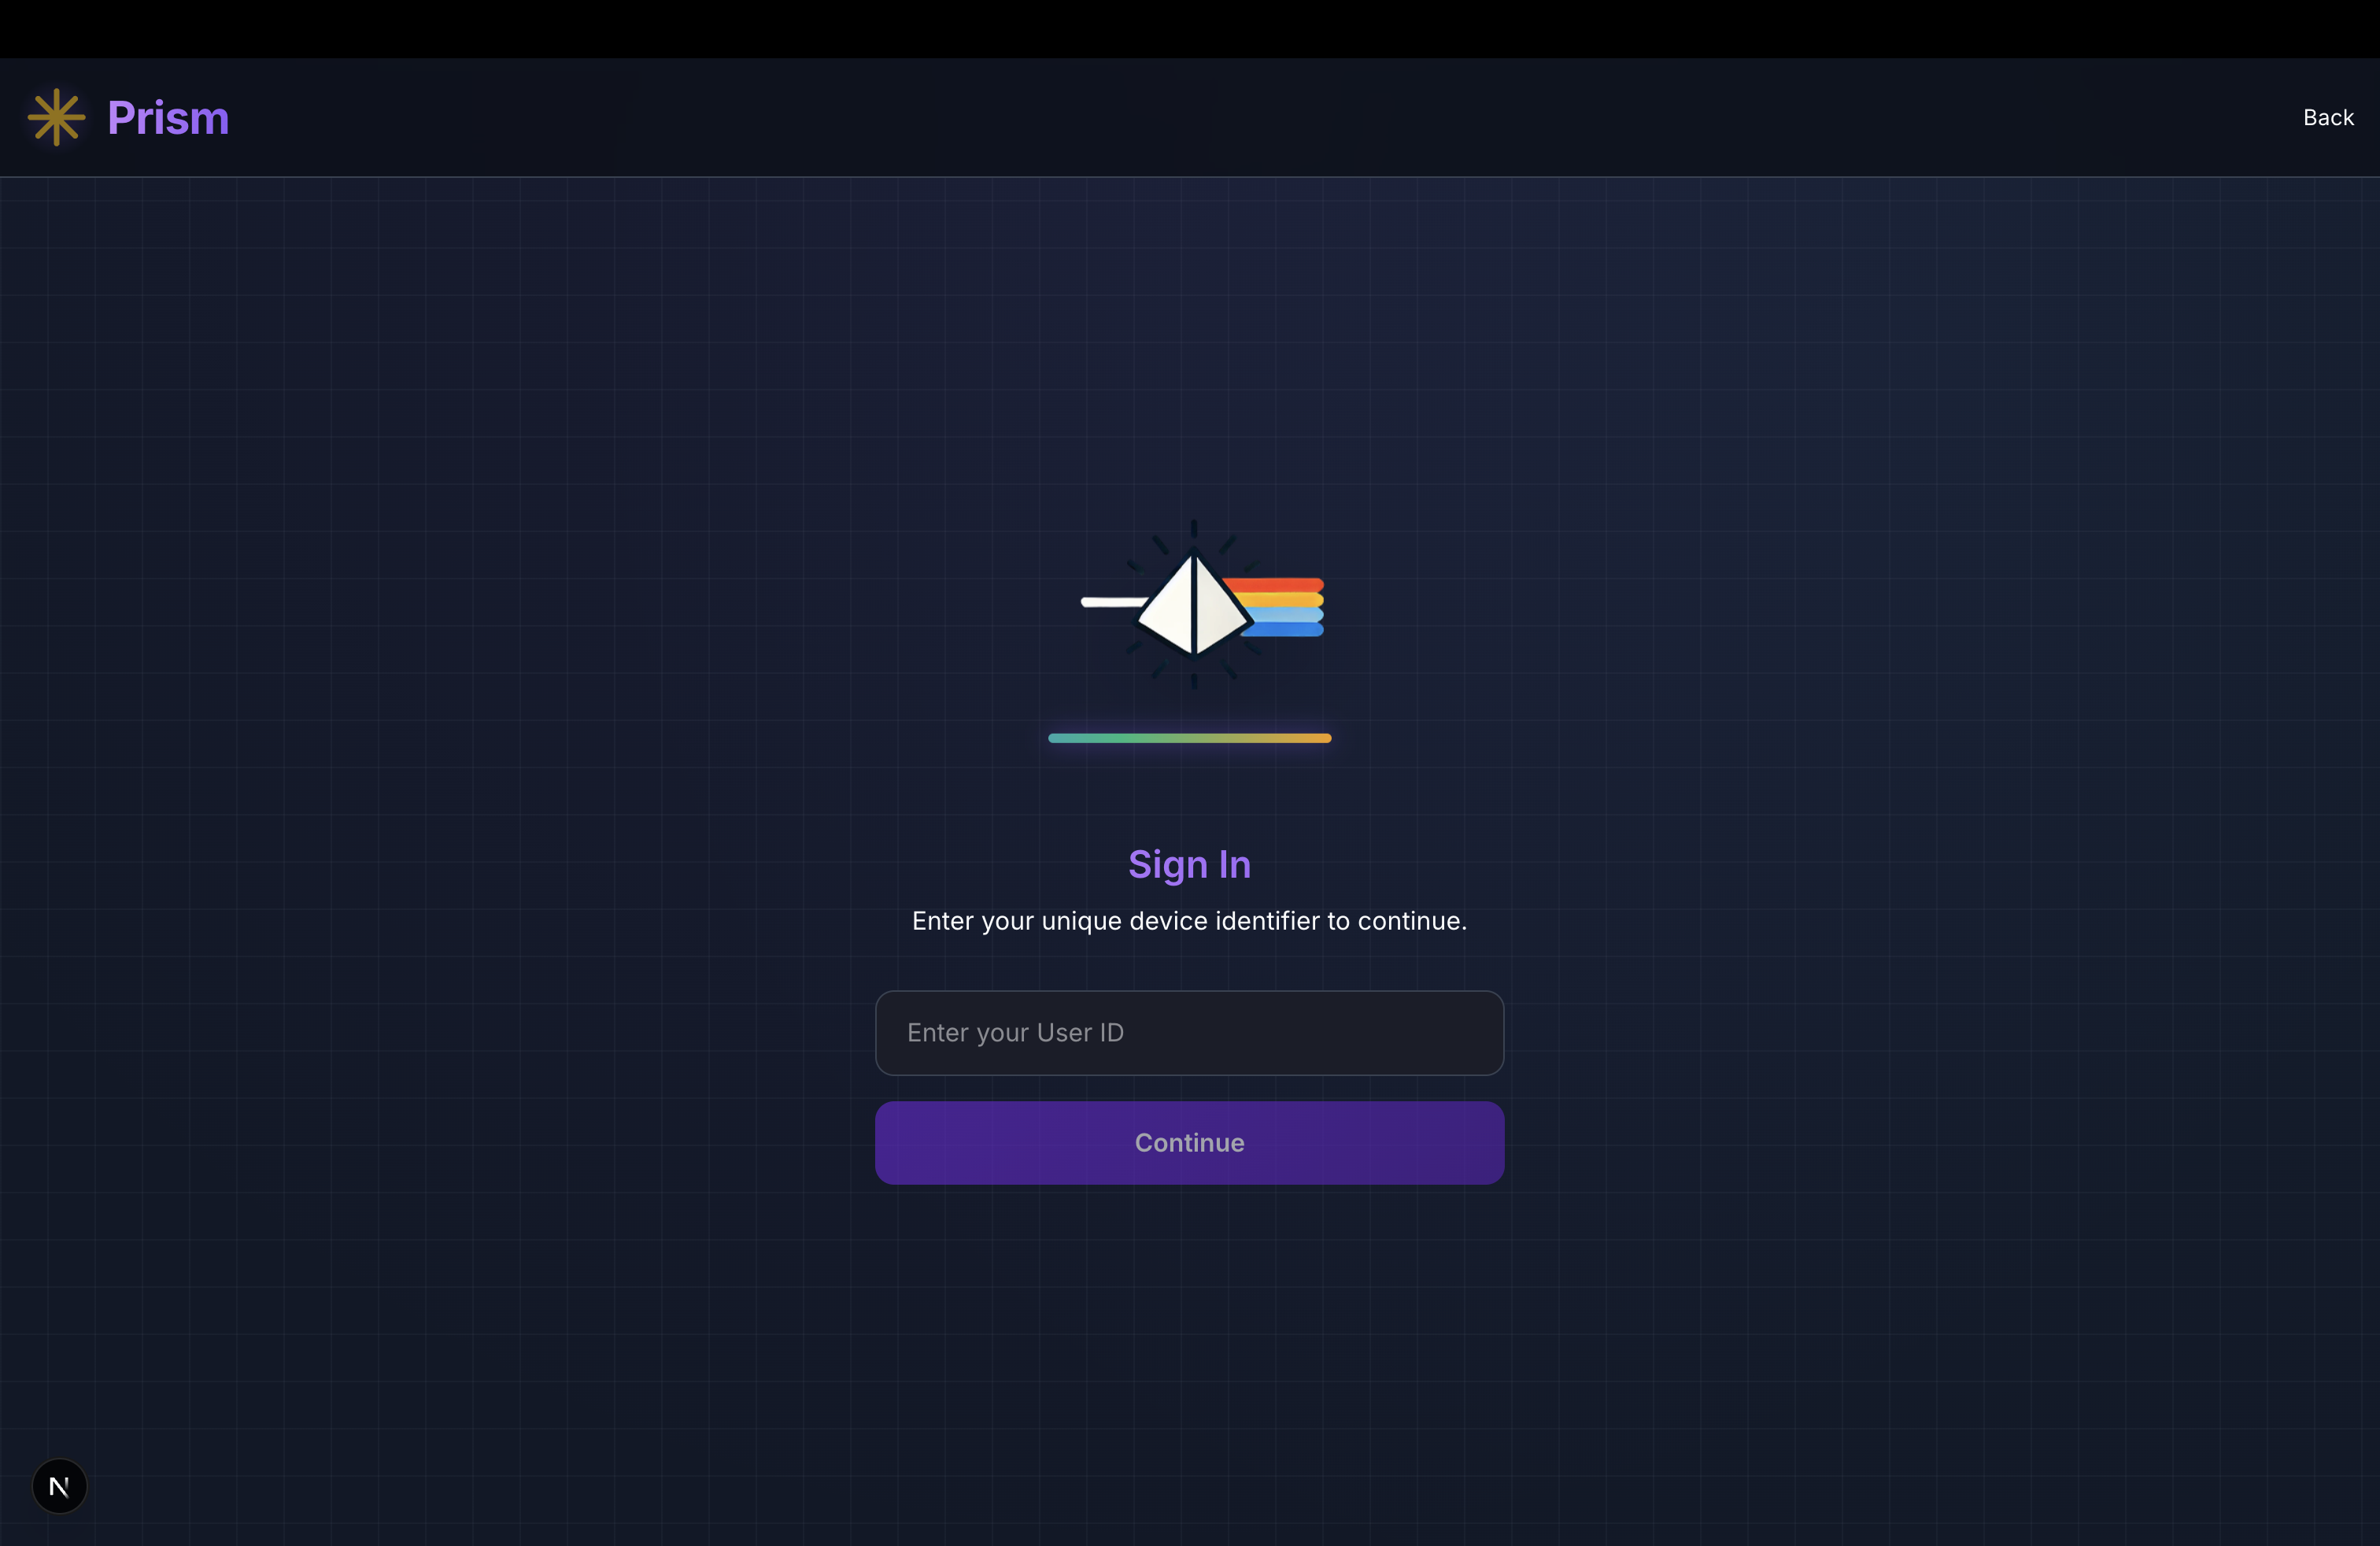 Prism
Back
Sign In
Enter your unique device identifier to continue.
Enter your User ID
Continue
N